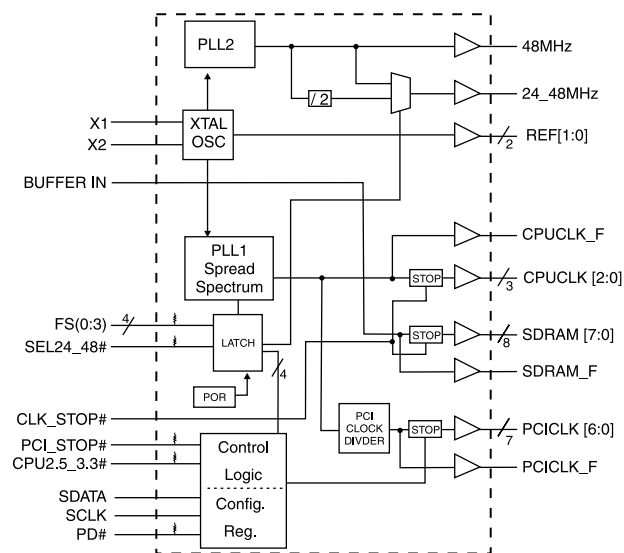 PLL2
48MHz
/ 2
24_48MHz
X1
X2
XTAL
OSC
REF[1:0]
2
BUFFER IN
PLL1
Spread
Spectrum
CPUCLK_F
STOP
CPUCLK [2:0]
3
FS(0:3)
4
SEL24_48#
LATCH
STOP
SDRAM [7:0]
8
SDRAM_F
4
POR
CLK_STOP#
PCI_STOP#
CPU2.5_3.3#
Control
Logic
PCI
CLOCK
DIVDER
STOP
PCICLK [6:0]
7
PCICLK_F
SDATA
SCLK
PD#
Config.
Reg.